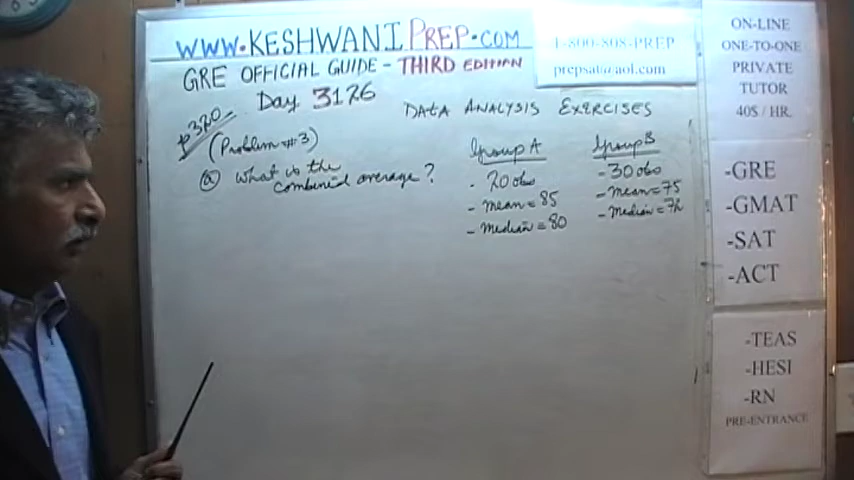 WWW.KESHWANIPREP.COM
GRE OFFICIAL GUIDE - THIRD EDITION
Day 3126
DATA ANALYSIS EXERCISES
p320
(Problem #3)
(a) What is the
combined average?
Group A
- 20 obs
- Mean = 85
- Median = 80
Group B
- 30 obs
- Mean = 75
- Median = 72
1-800-808-PREP
prepsat@aol.com
ON-LINE
ONE-TO-ONE
PRIVATE
TUTOR
40$ / HR.
-GRE
-GMAT
-SAT
-ACT
-TEAS
-HESI
-RN
PRE-ENTRANCE